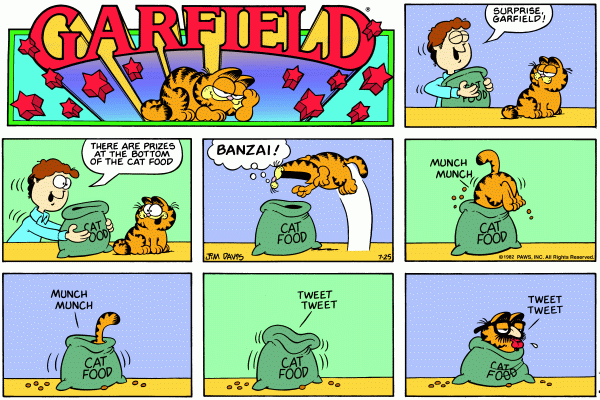 GARFIELD
®
SURPRISE,
GARFIELD!
CAT
FOOD
THERE ARE PRIZES
AT THE BOTTOM
OF THE CAT FOOD
CAT
FOOD
BANZAI!
CAT
FOOD
JIM DAVIS
7-25
MUNCH
MUNCH
CAT
FOOD
©1982 PAWS, INC. All Rights Reserved.
MUNCH
MUNCH
CAT
FOOD
TWEET
TWEET
CAT
FOOD
TWEET
TWEET
CAT
FOOD